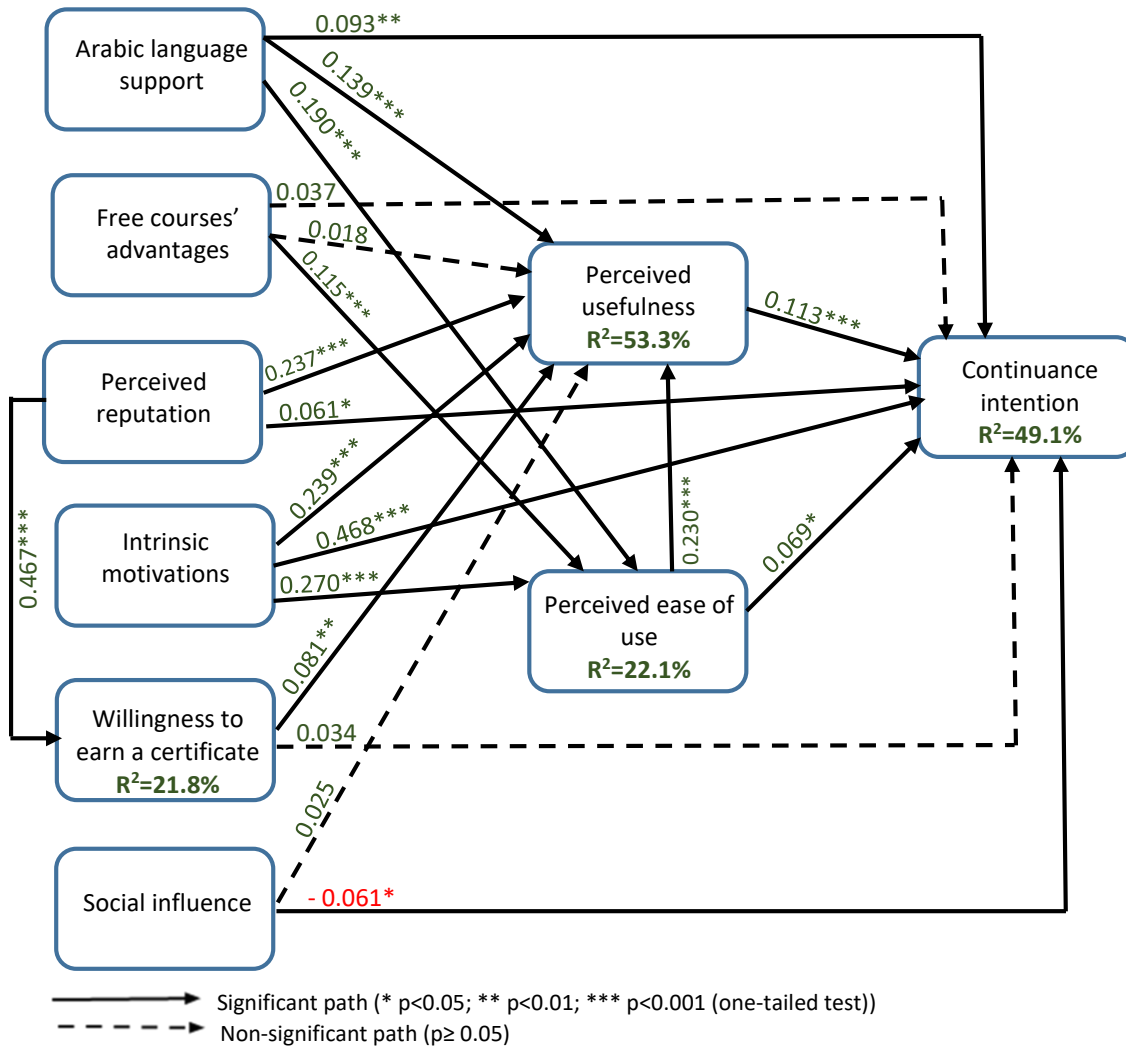 0.093**
Arabic language
support
0.139***
0.190***
Free courses’
advantages
0.037
0.018
0.115***
Perceived
usefulness
R²=53.3%
0.113***
Perceived
reputation
0.237***
0.061*
Continuance
intention
R²=49.1%
0.467***
Intrinsic
motivations
0.239***
0.468***
0.270***
0.230***
0.069*
Perceived ease of
use
R²=22.1%
Willingness to
earn a certificate
R²=21.8%
0.081**
0.034
0.025
Social influence
- 0.061*
Significant path (* p<0.05; ** p<0.01; *** p<0.001 (one-tailed test))
Non-significant path (p≥ 0.05)